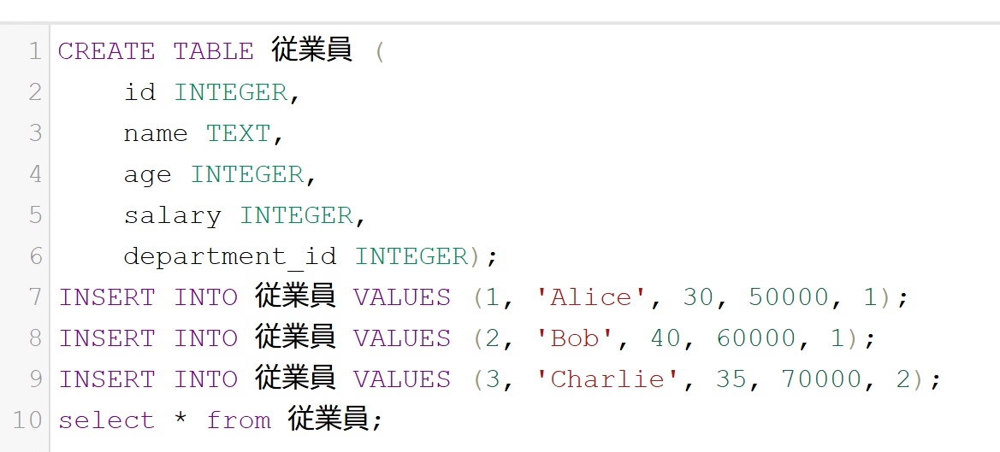 1 CREATE TABLE 従業員 (
2 id INTEGER,
3 name TEXT,
4 age INTEGER,
5 salary INTEGER,
6 department_id INTEGER);
7 INSERT INTO 従業員 VALUES (1, 'Alice', 30, 50000, 1);
8 INSERT INTO 従業員 VALUES (2, 'Bob', 40, 60000, 1);
9 INSERT INTO 従業員 VALUES (3, 'Charlie', 35, 70000, 2);
10 select * from 従業員;